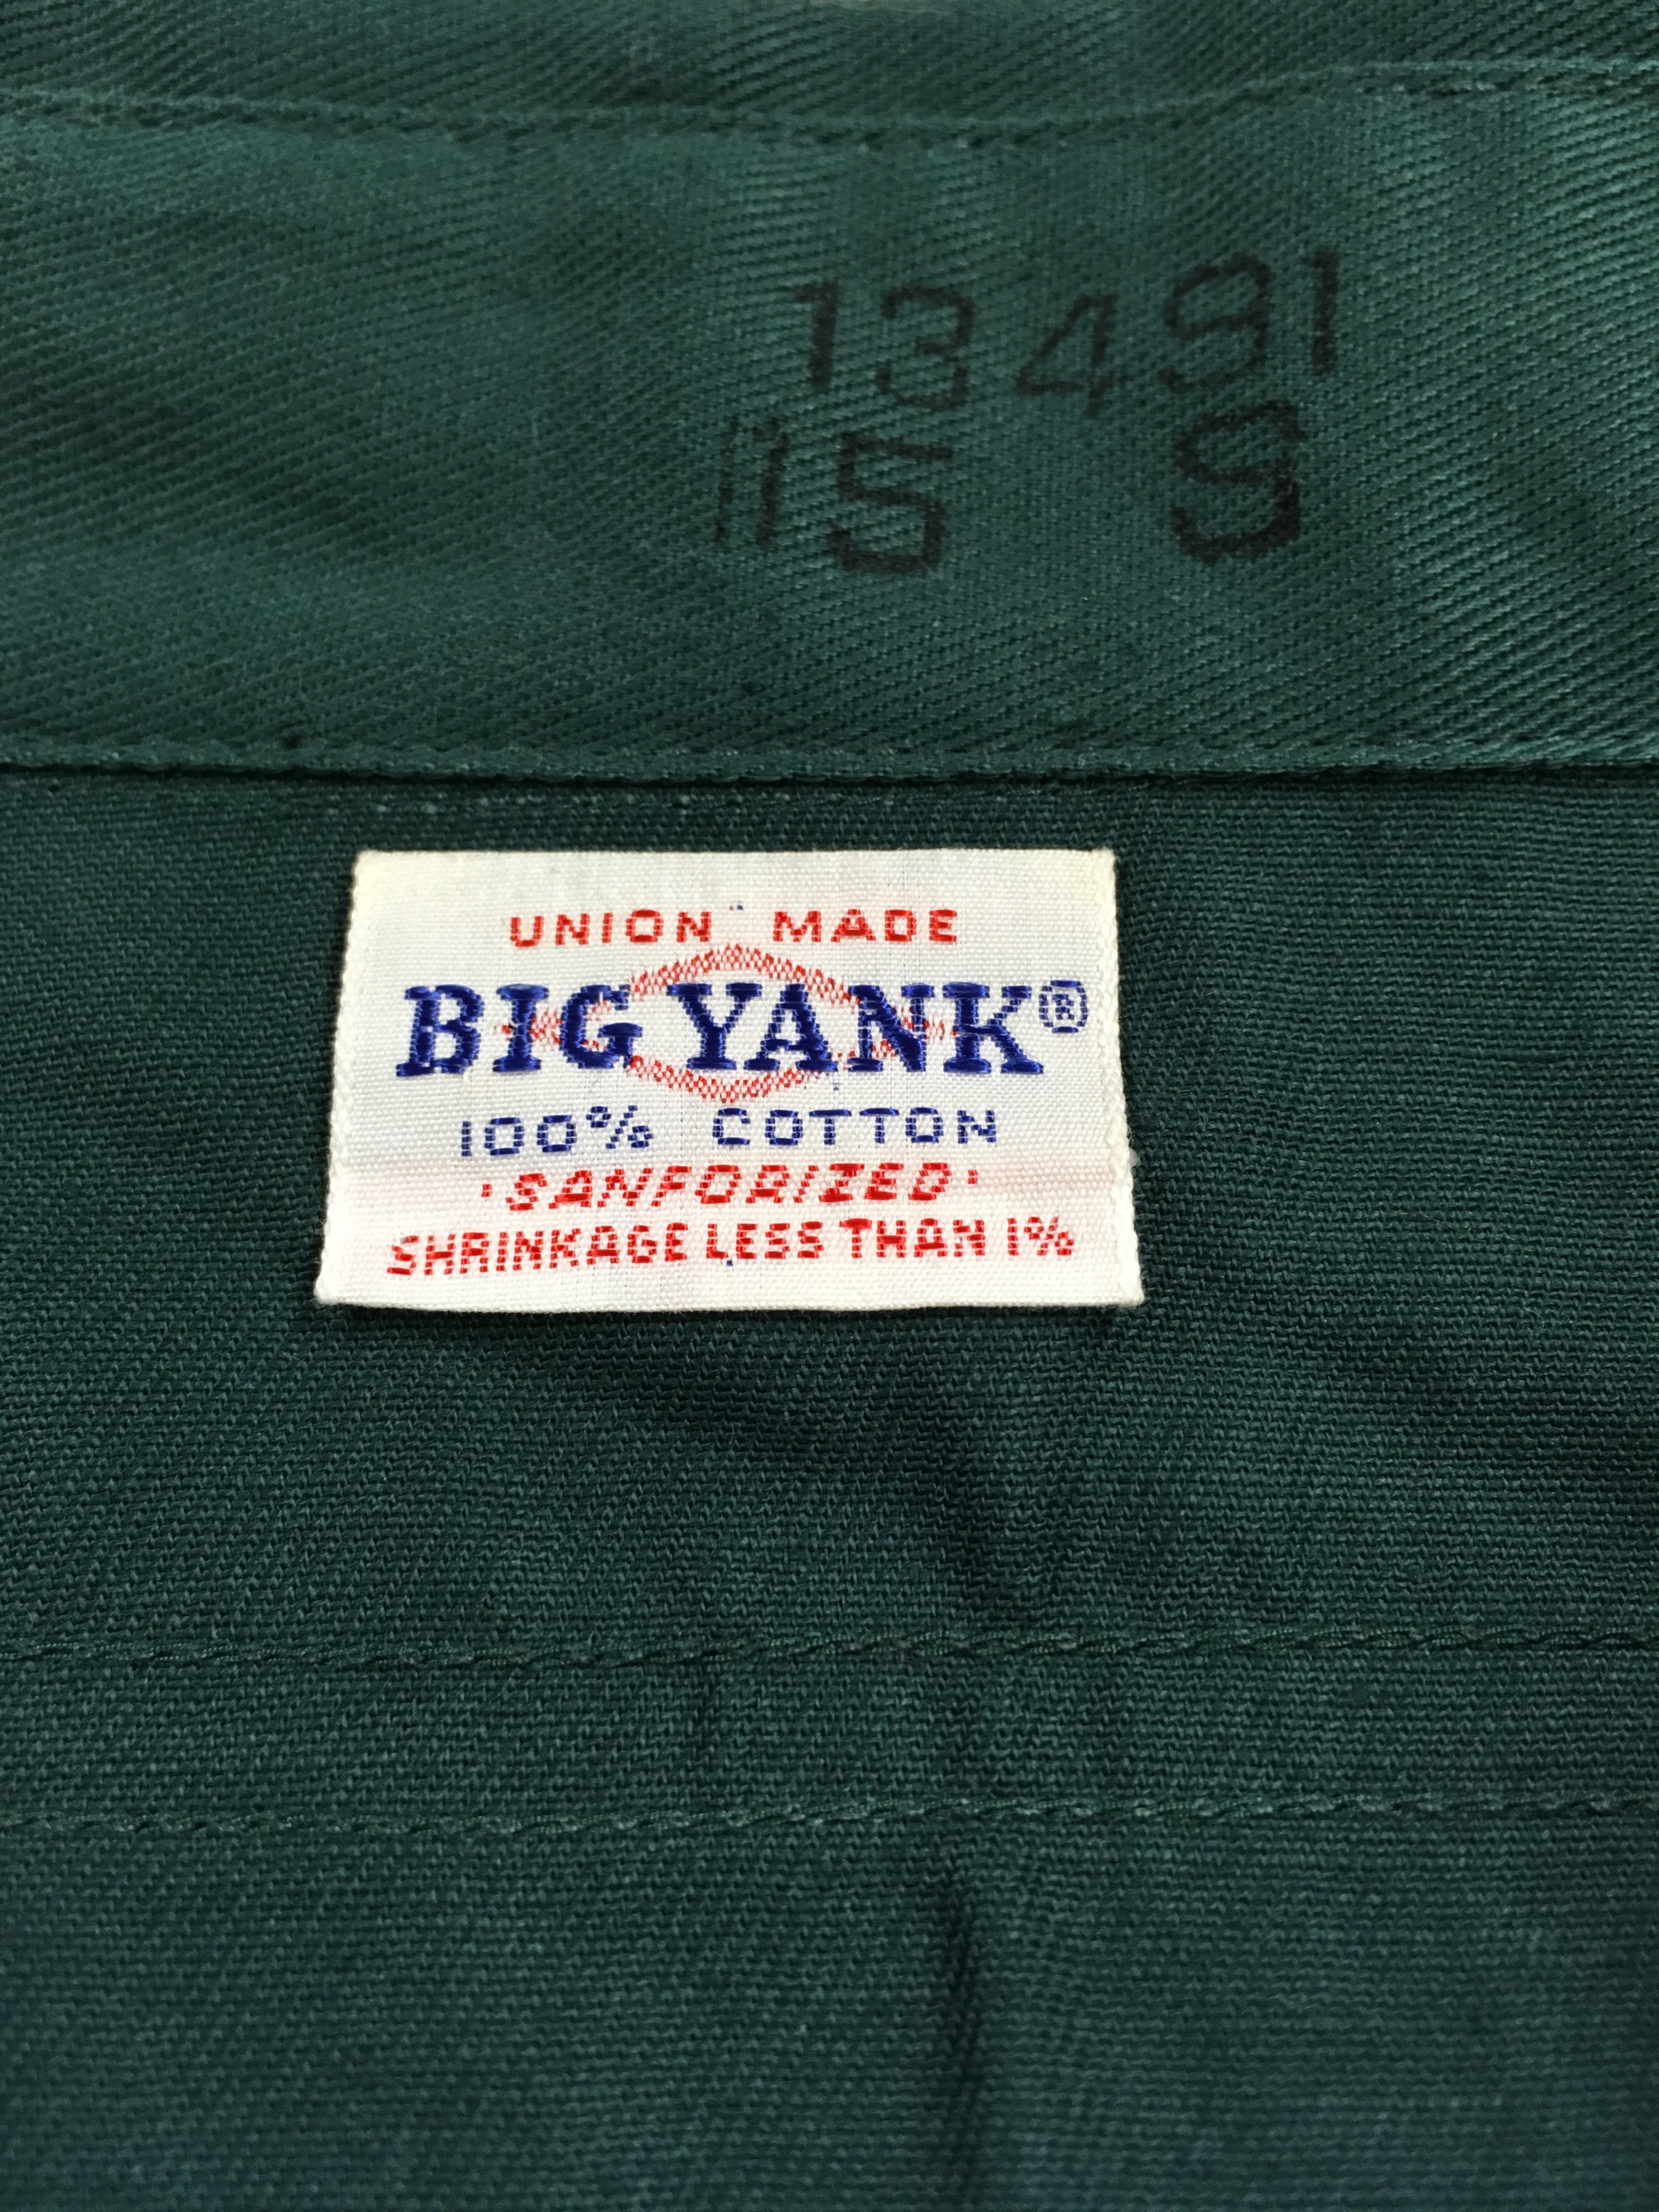 13491
15 S
UNION MADE
BIG YANK®
100% COTTON
·SANFORIZED·
SHRINKAGE LESS THAN 1%